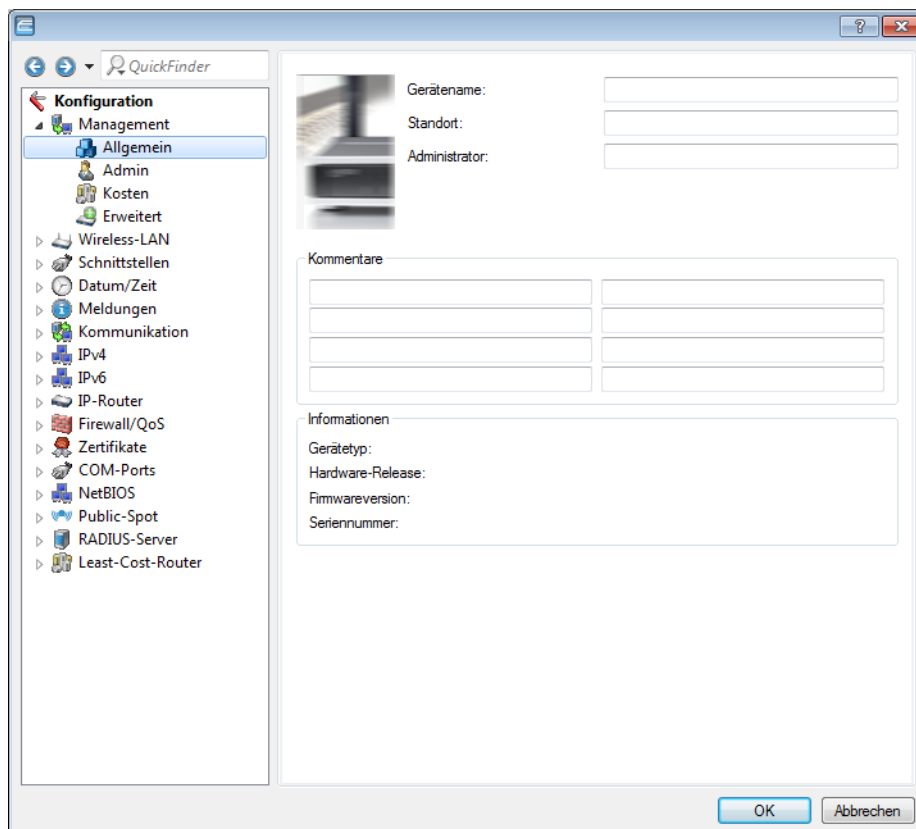 ?
QuickFinder
Konfiguration
Management
Allgemein
Admin
Kosten
Erweitert
Wireless-LAN
Schnittstellen
Datum/Zeit
Meldungen
Kommunikation
IPv4
IPv6
IP-Router
Firewall/QoS
Zertifikate
COM-Ports
NetBIOS
Public-Spot
RADIUS-Server
Least-Cost-Router
Gerätename:
Standort:
Administrator:
Kommentare
Informationen
Gerätetyp:
Hardware-Release:
Firmwareversion:
Seriennummer:
OK
Abbrechen